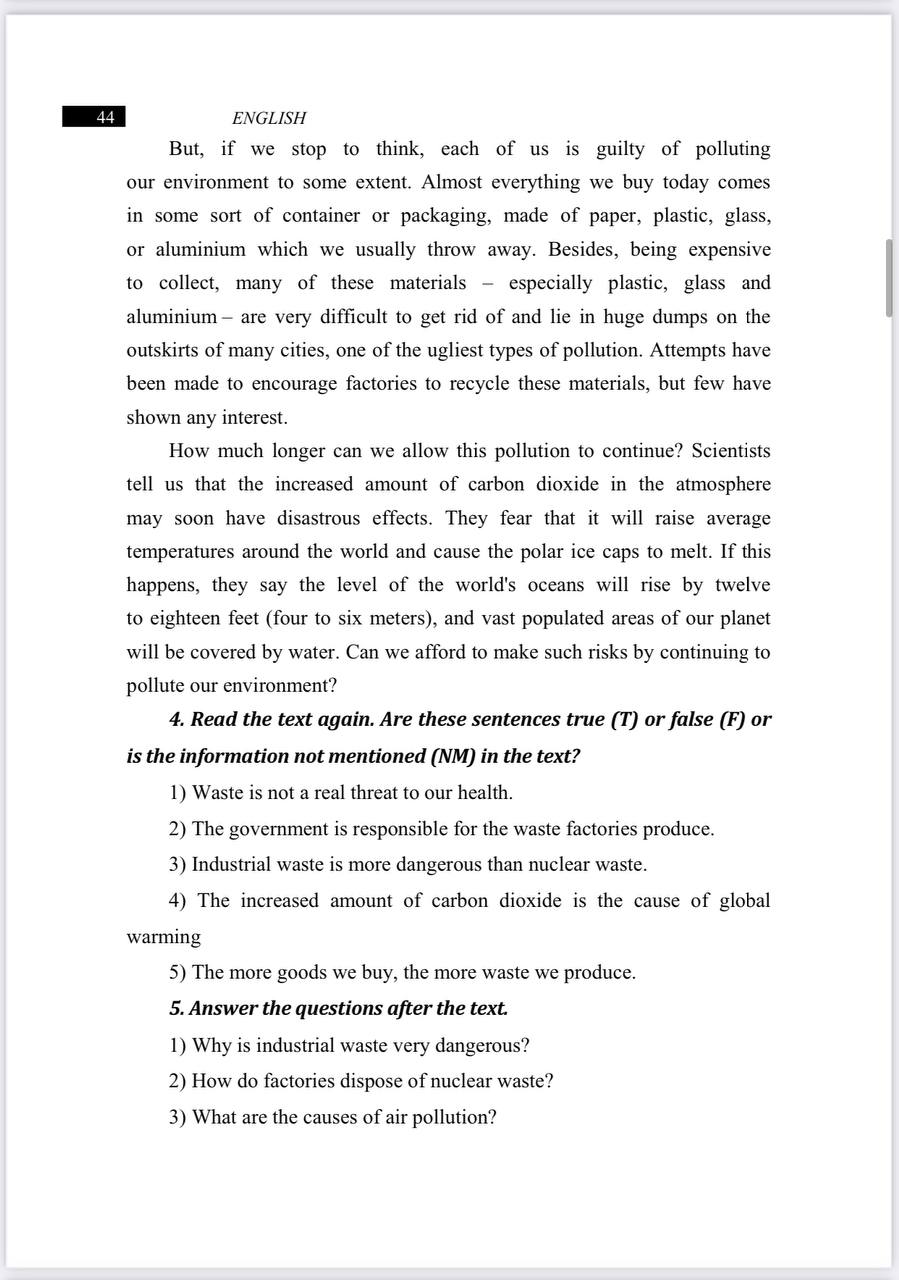 44 ENGLISH
But, if we stop to think, each of us is guilty of polluting
our environment to some extent. Almost everything we buy today comes
in some sort of container or packaging, made of paper, plastic, glass,
or aluminium which we usually throw away. Besides, being expensive
to collect, many of these materials – especially plastic, glass and
aluminium – are very difficult to get rid of and lie in huge dumps on the
outskirts of many cities, one of the ugliest types of pollution. Attempts have
been made to encourage factories to recycle these materials, but few have
shown any interest.
How much longer can we allow this pollution to continue? Scientists
tell us that the increased amount of carbon dioxide in the atmosphere
may soon have disastrous effects. They fear that it will raise average
temperatures around the world and cause the polar ice caps to melt. If this
happens, they say the level of the world's oceans will rise by twelve
to eighteen feet (four to six meters), and vast populated areas of our planet
will be covered by water. Can we afford to make such risks by continuing to
pollute our environment?
4. Read the text again. Are these sentences true (T) or false (F) or
is the information not mentioned (NM) in the text?
1) Waste is not a real threat to our health.
2) The government is responsible for the waste factories produce.
3) Industrial waste is more dangerous than nuclear waste.
4) The increased amount of carbon dioxide is the cause of global
warming
5) The more goods we buy, the more waste we produce.
5. Answer the questions after the text.
1) Why is industrial waste very dangerous?
2) How do factories dispose of nuclear waste?
3) What are the causes of air pollution?